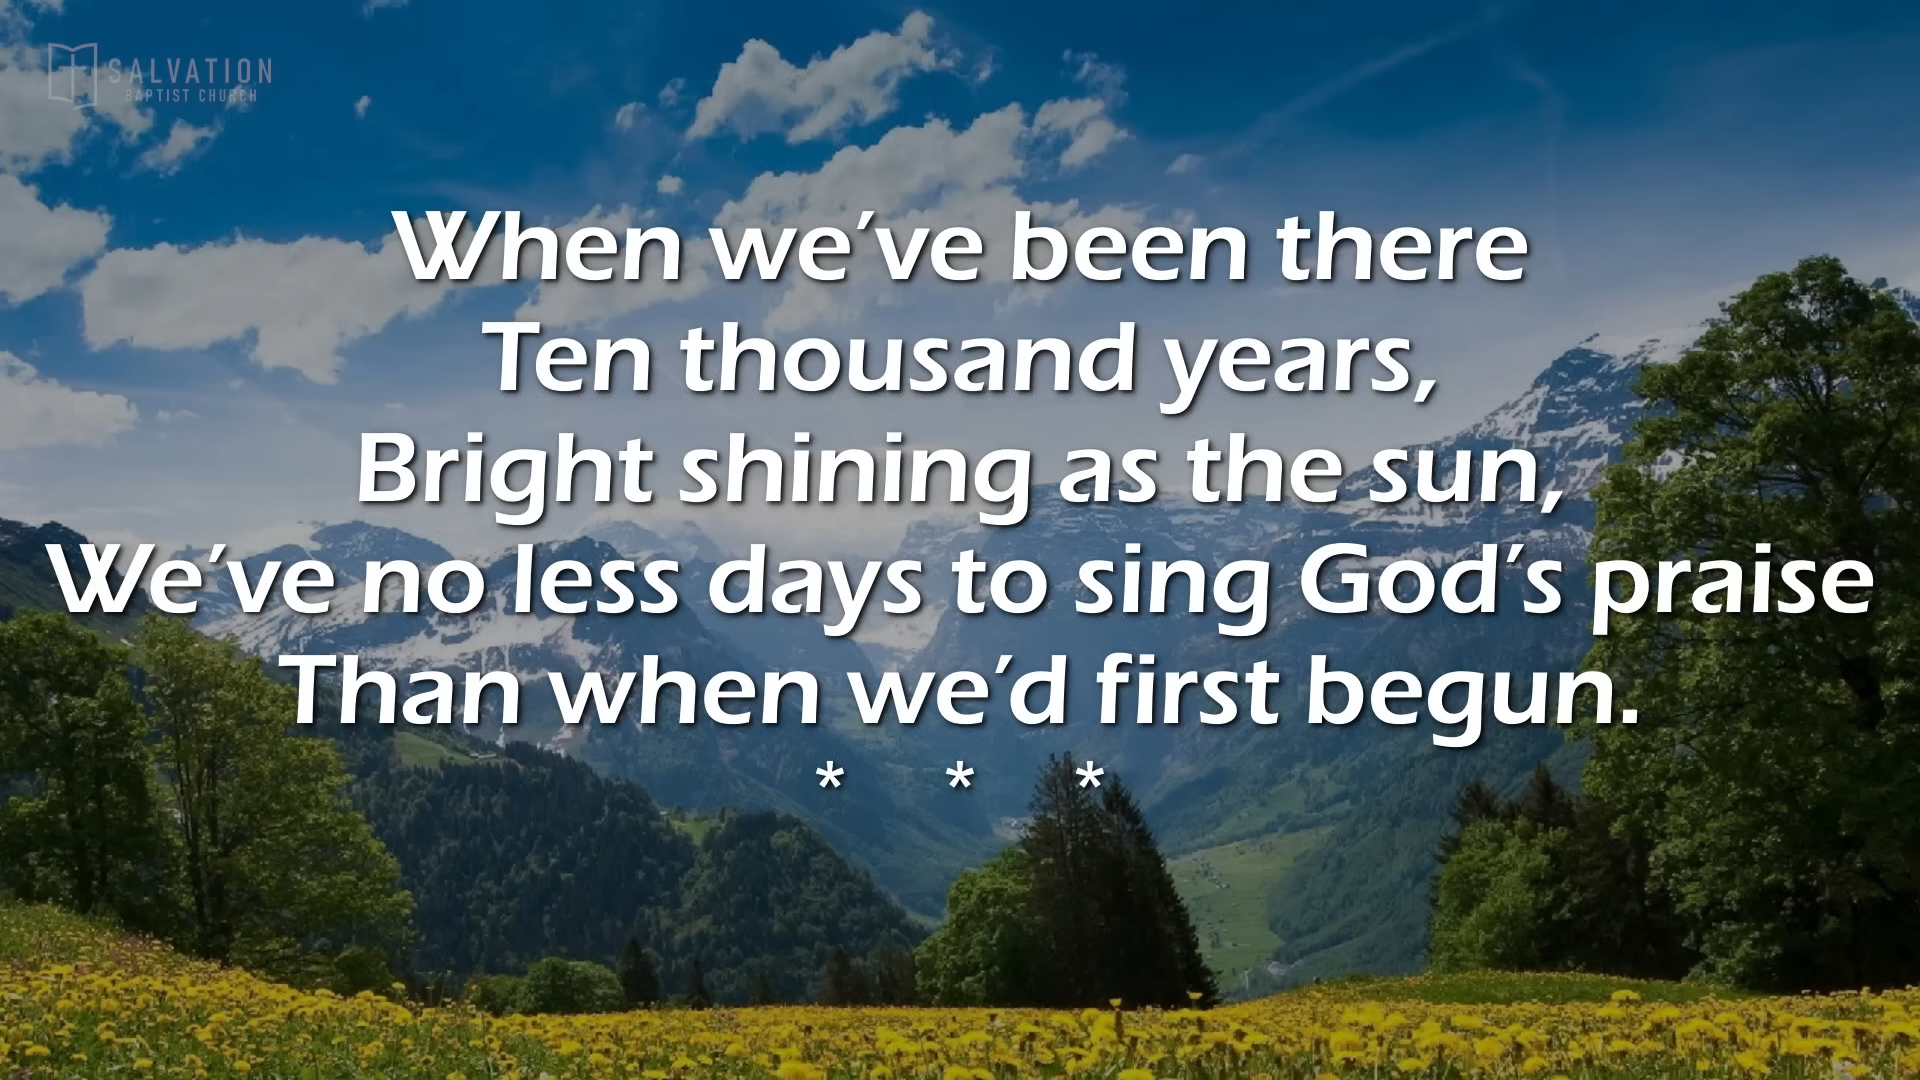 SALVATION
BAPTIST CHURCH
When we’ve been there
Ten thousand years,
Bright shining as the sun,
We’ve no less days to sing God’s praise
Than when we’d first begun.
* * *